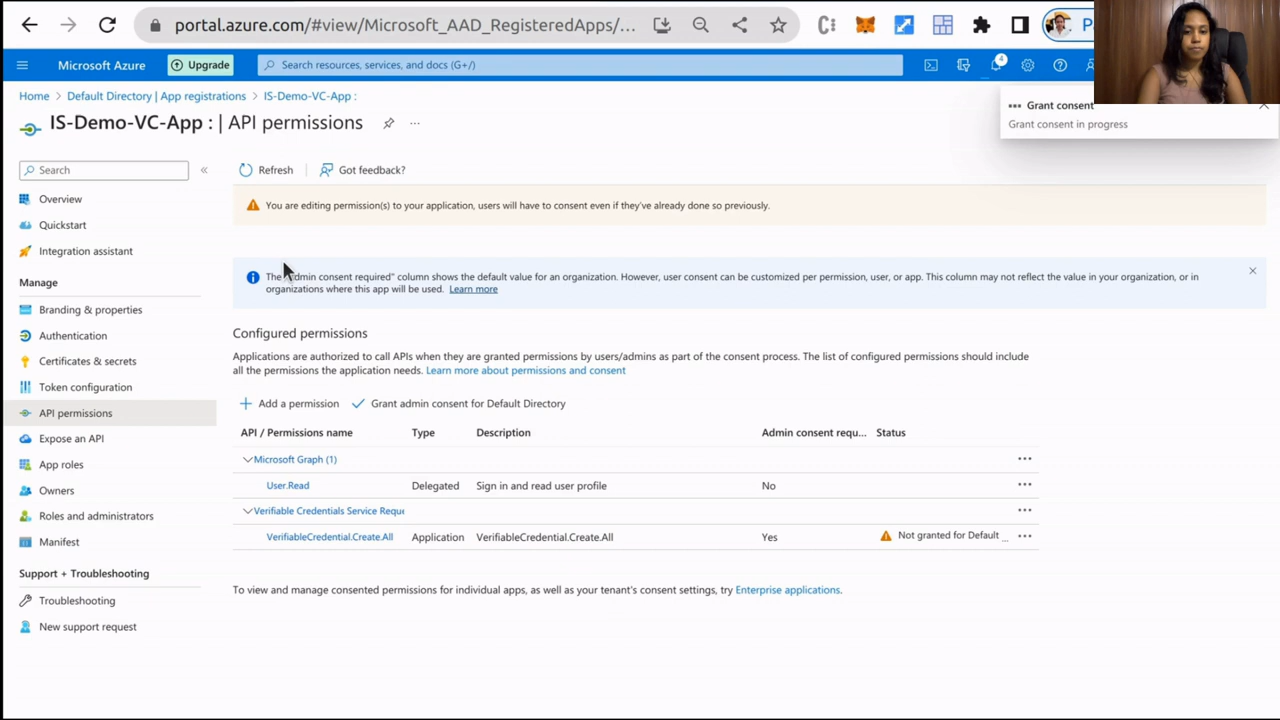 portal.azure.com/#view/Microsoft_AAD_RegisteredApps/...
Microsoft Azure
Upgrade
Search resources, services, and docs (G+/)
4
Home > Default Directory | App registrations > IS-Demo-VC-App :
IS-Demo-VC-App : | API permissions
Grant consent
Grant consent in progress
Search
Refresh
Got feedback?
Overview
Quickstart
Integration assistant
Manage
Branding & properties
Authentication
Certificates & secrets
Token configuration
API permissions
Expose an API
App roles
Owners
Roles and administrators
Manifest
Support + Troubleshooting
Troubleshooting
New support request
You are editing permission(s) to your application, users will have to consent even if they've already done so previously.
The "Admin consent required" column shows the default value for an organization. However, user consent can be customized per permission, user, or app. This column may not reflect the value in your organization, or in
organizations where this app will be used. Learn more
Configured permissions
Applications are authorized to call APIs when they are granted permissions by users/admins as part of the consent process. The list of configured permissions should include
all the permissions the application needs. Learn more about permissions and consent
Add a permission
Grant admin consent for Default Directory
API / Permissions name Type Description Admin consent requ... Status
Microsoft Graph (1)
User.Read Delegated Sign in and read user profile No
Verifiable Credentials Service Reque
VerifiableCredential.Create.All Application VerifiableCredential.Create.All Yes Not granted for Default ...
To view and manage consented permissions for individual apps, as well as your tenant's consent settings, try Enterprise applications.